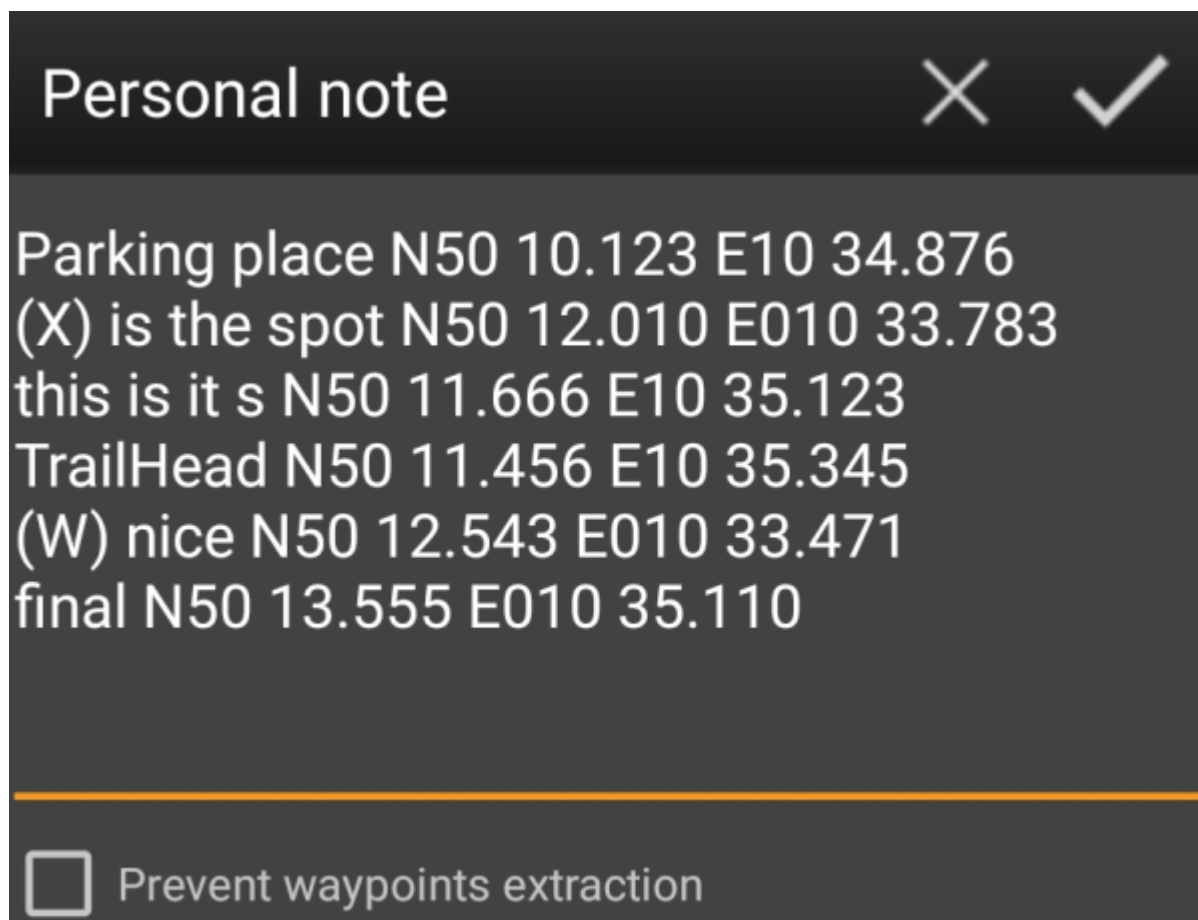 Personal note
Parking place N50 10.123 E10 34.876
(X) is the spot N50 12.010 E010 33.783
this is it s N50 11.666 E10 35.123
TrailHead N50 11.456 E10 35.345
(W) nice N50 12.543 E010 33.471
final N50 13.555 E010 35.110
Prevent waypoints extraction